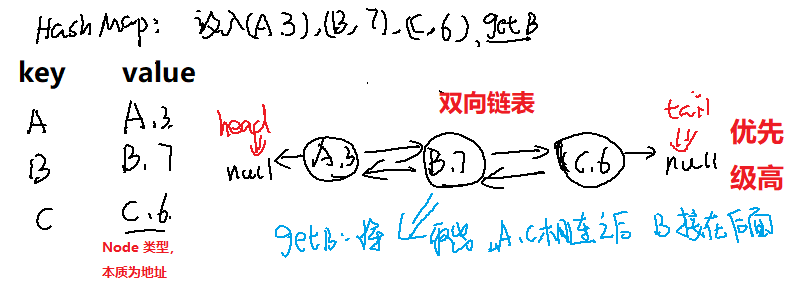 HashMap: 设入(A.3),(B,7),(C,6),getB
key value
A A.3
B B.7
C C.6
Node 类型,
本质为地址
双向链表
head tail
null A.3 B.7 C.6 null
优先
级高
getB: 将 取出 A、C相连之后 B接在后面